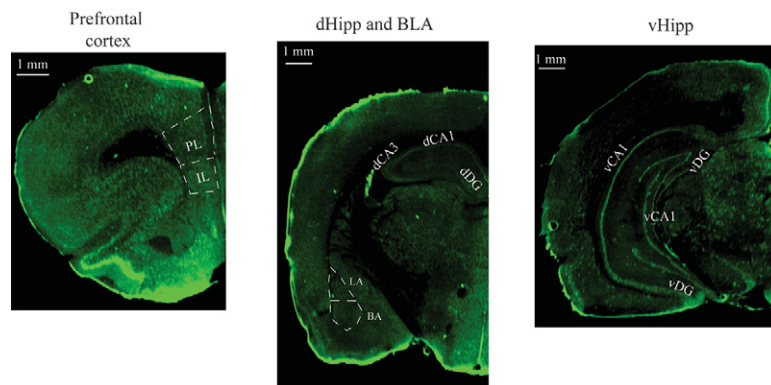 Prefrontal
cortex
1 mm
PL
IL
dHipp and BLA
1 mm
dCA3
dCA1
dDG
LA
BA
vHipp
1 mm
vCA1
vDG
vCA1
vDG